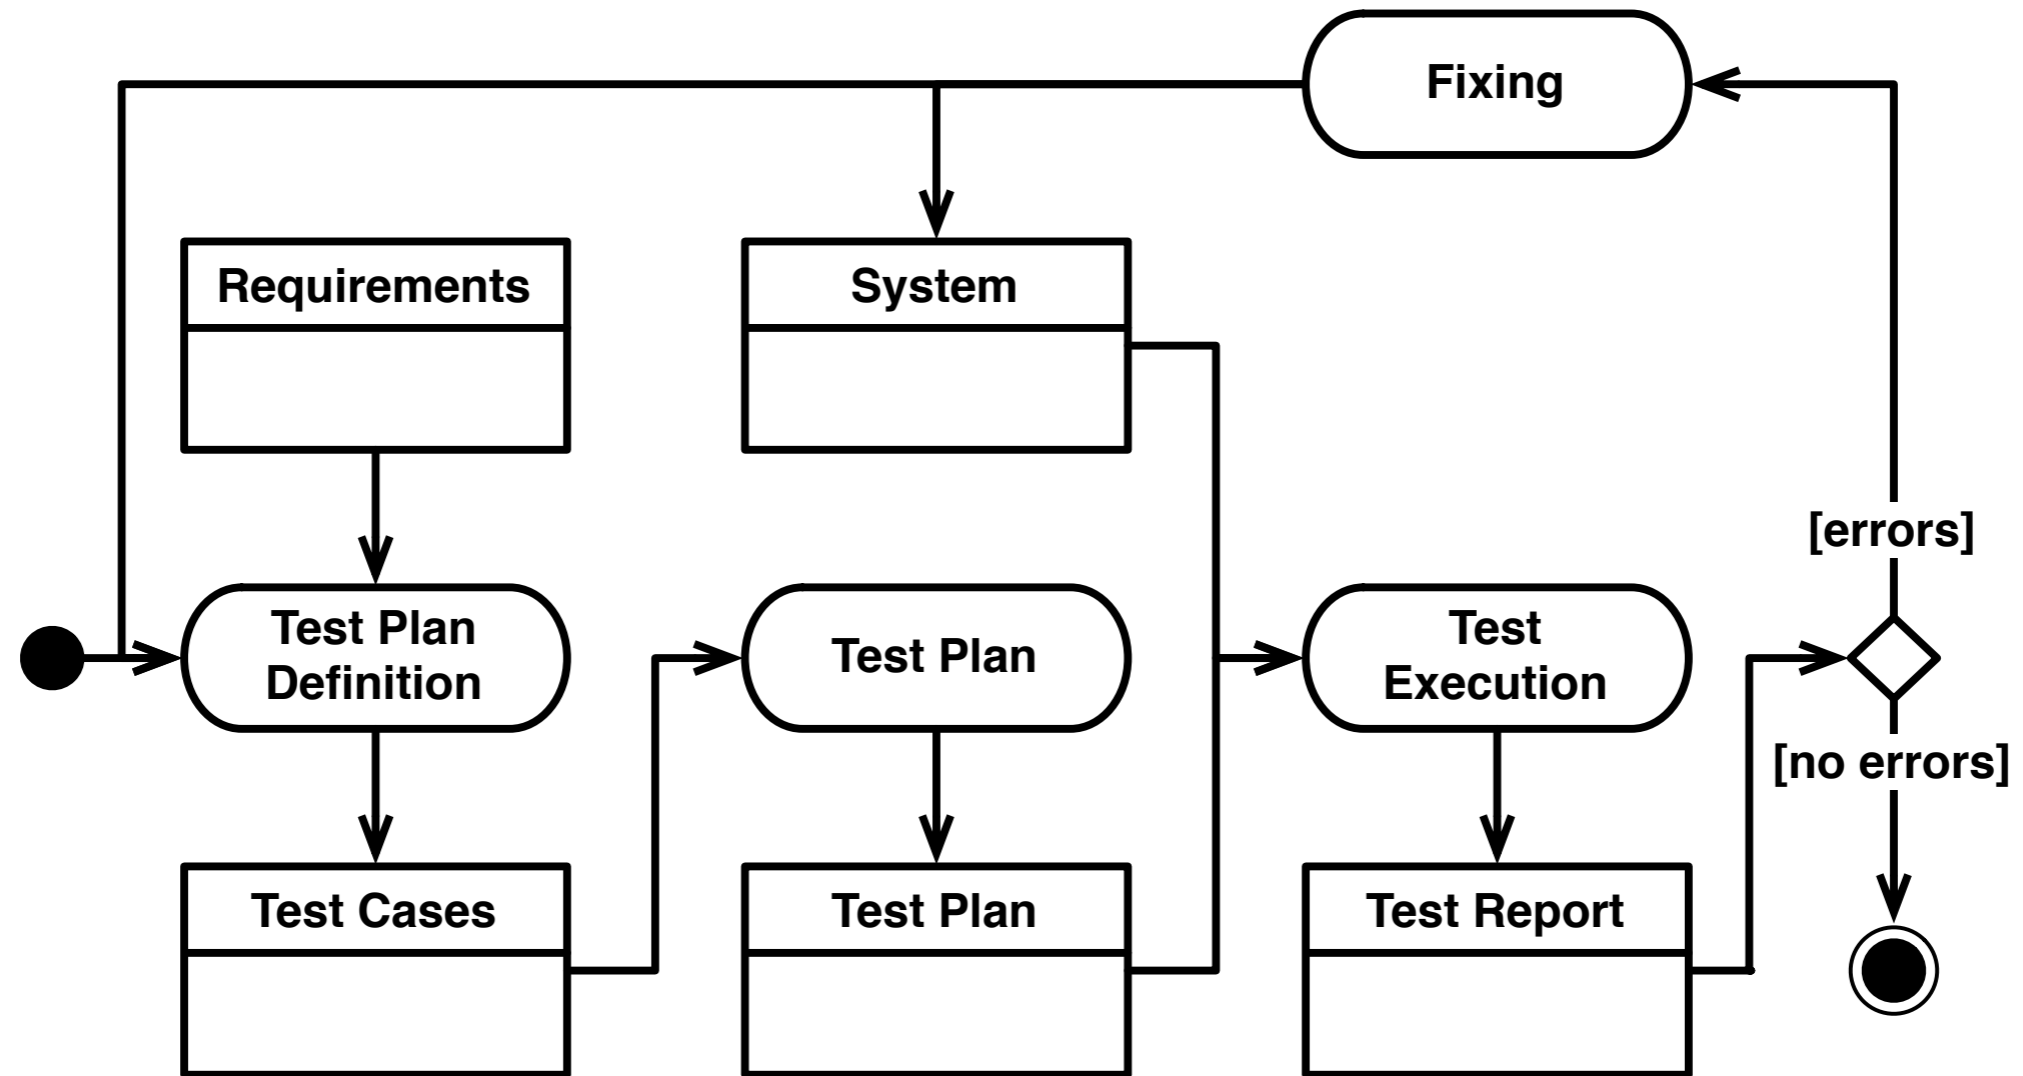 Fixing
Requirements
System
[errors]
Test Plan
Definition
Test Plan
Test
Execution
[no errors]
Test Cases
Test Plan
Test Report